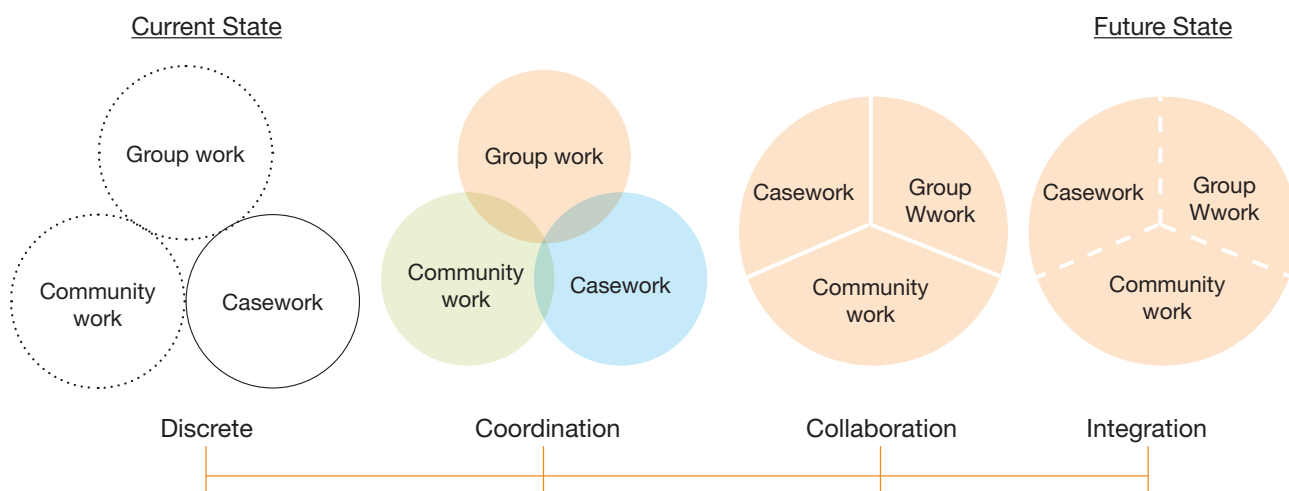 Current State
Future State
Group work
Community
work
Casework
Group work
Community
work
Casework
Casework
Group
Wwork
Community
work
Casework
Group
Wwork
Community
work
Discrete
Coordination
Collaboration
Integration